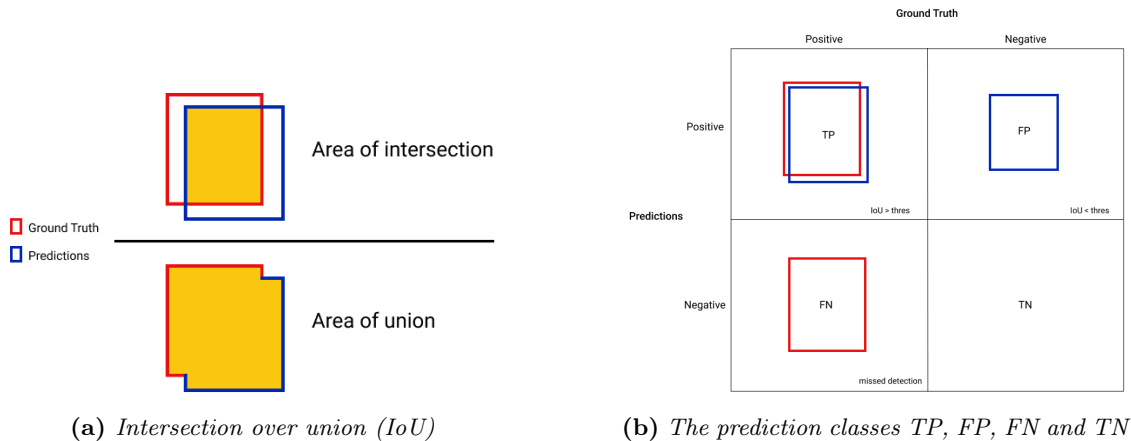 Area of intersection
Ground Truth
Predictions
Area of union
(a) Intersection over union (IoU)
Ground Truth
Positive
Negative
Positive
TP
FP
IoU > thres
IoU < thres
Predictions
Negative
FN
TN
missed detection
(b) The prediction classes TP, FP, FN and TN